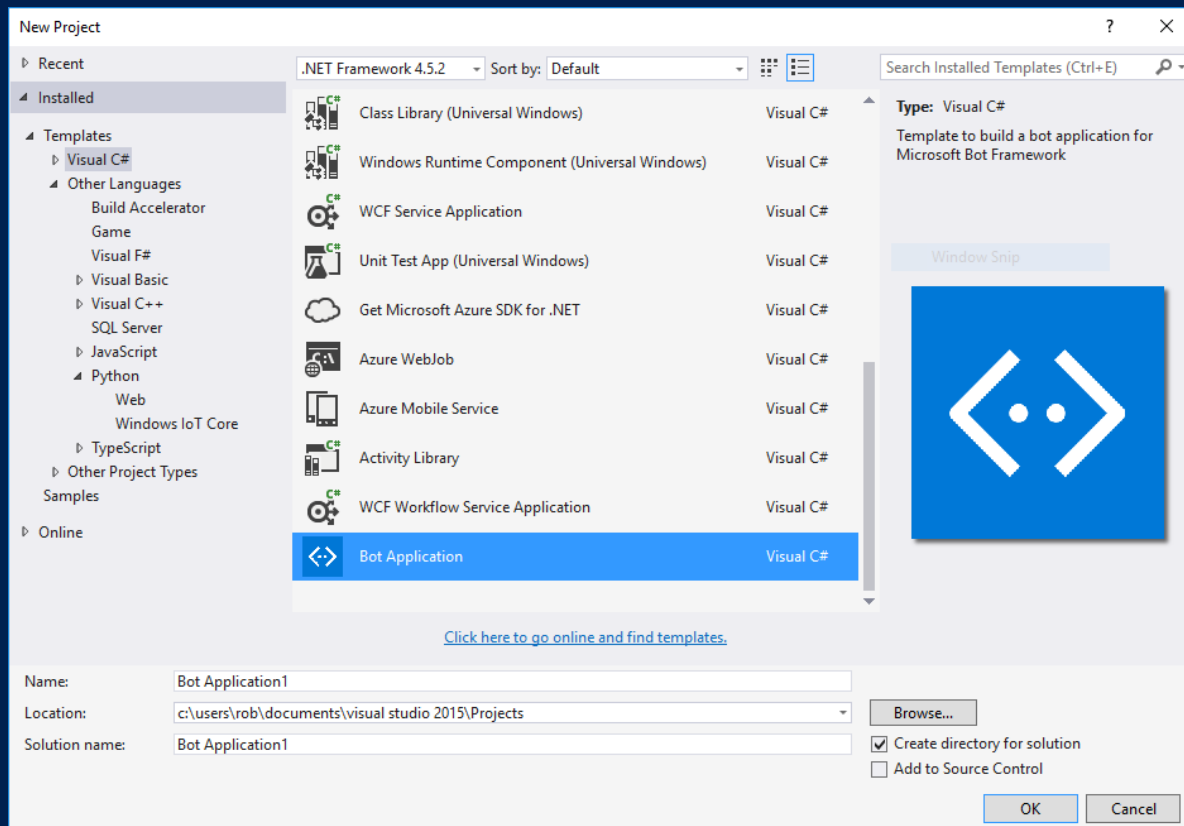 New Project
? ×
Recent
.NET Framework 4.5.2 Sort by: Default
Search Installed Templates (Ctrl+E)
Installed
Templates
Visual C#
Other Languages
Build Accelerator
Game
Visual F#
Visual Basic
Visual C++
SQL Server
JavaScript
Python
Web
Windows IoT Core
TypeScript
Other Project Types
Samples
Online
C# Class Library (Universal Windows) Visual C#
C# Windows Runtime Component (Universal Windows) Visual C#
C# WCF Service Application Visual C#
C# Unit Test App (Universal Windows) Visual C#
Get Microsoft Azure SDK for .NET Visual C#
C:\ Azure WebJob Visual C#
Azure Mobile Service Visual C#
C# Activity Library Visual C#
C# WCF Workflow Service Application Visual C#
Bot Application Visual C#
Click here to go online and find templates.
Type: Visual C#
Template to build a bot application for
Microsoft Bot Framework
Window Snip
Name: Bot Application1
Location: c:\users\rob\documents\visual studio 2015\Projects
Browse...
Solution name: Bot Application1
Create directory for solution
Add to Source Control
OK Cancel